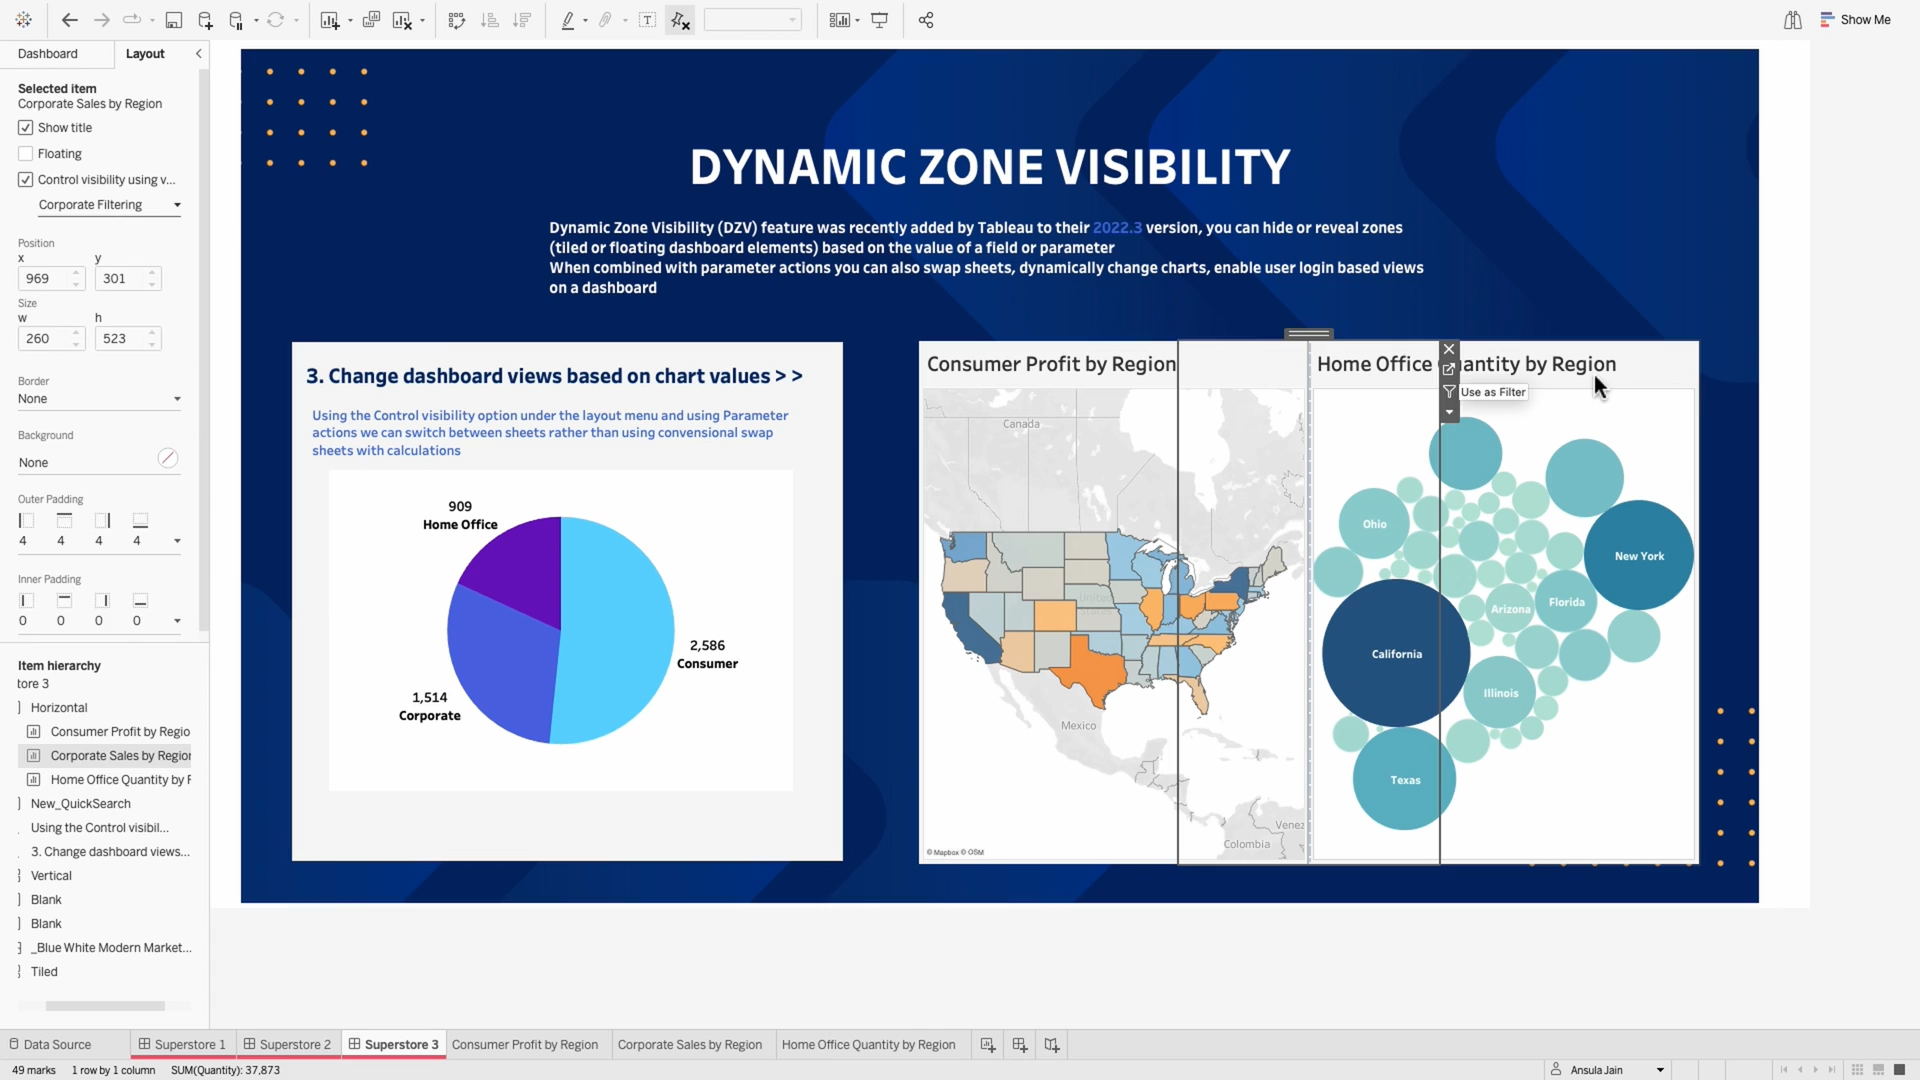 Show Me
Dashboard
Layout
Selected item
Corporate Sales by Region
Show title
Floating
Control visibility using v...
Corporate Filtering
Position
x
y
969
301
Size
w
h
260
523
Border
None
Background
None
Outer Padding
4
4
4
4
Inner Padding
0
0
0
0
Item hierarchy
tore 3
Horizontal
Consumer Profit by Regio
Corporate Sales by Region
Home Office Quantity by F
New_QuickSearch
Using the Control visibil...
3. Change dashboard views...
Vertical
Blank
Blank
_Blue White Modern Market...
Tiled
DYNAMIC ZONE VISIBILITY
Dynamic Zone Visibility (DZV) feature was recently added by Tableau to their 2022.3 version, you can hide or reveal zones
(tiled or floating dashboard elements) based on the value of a field or parameter
When combined with parameter actions you can also swap sheets, dynamically change charts, enable user login based views
on a dashboard
3. Change dashboard views based on chart values > >
Using the Control visibility option under the layout menu and using Parameter
actions we can switch between sheets rather than using convensional swap
sheets with calculations
909
Home Office
2,586
Consumer
1,514
Corporate
Consumer Profit by Region
Canada
United
States
Mexico
Venez
Colombia
© Mapbox © OSM
Home Office antity by Region
Use as Filter
Ohio
New York
Arizona
Florida
California
Illinois
Texas
Data Source
Superstore 1
Superstore 2
Superstore 3
Consumer Profit by Region
Corporate Sales by Region
Home Office Quantity by Region
49 marks
1 row by 1 column
SUM(Quantity): 37,873
Ansula Jain